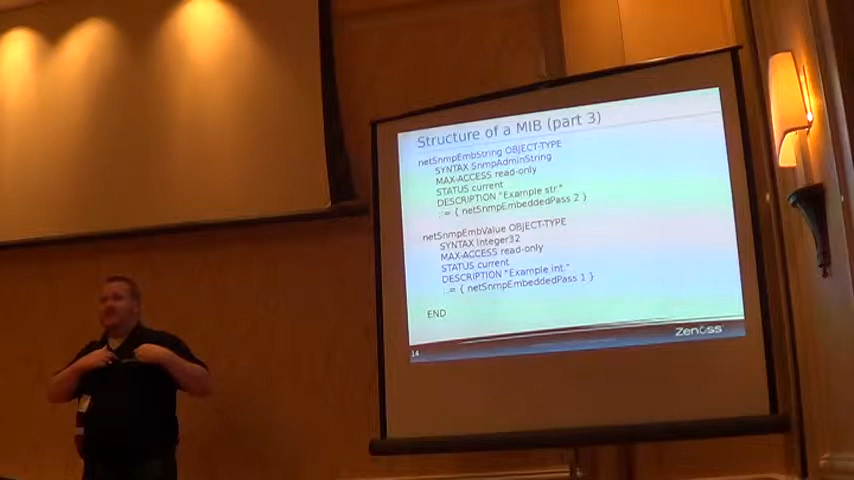 Structure of a MIB (part 3)
netSnmpEmbString OBJECT-TYPE
SYNTAX SnmpAdminString
MAX-ACCESS read-only
STATUS current
DESCRIPTION "Example str."
::= { netSnmpEmbeddedPass 2 }
netSnmpEmbValue OBJECT-TYPE
SYNTAX Integer32
MAX-ACCESS read-only
STATUS current
DESCRIPTION "Example int."
::= { netSnmpEmbeddedPass 1 }
END
14
Zenoss